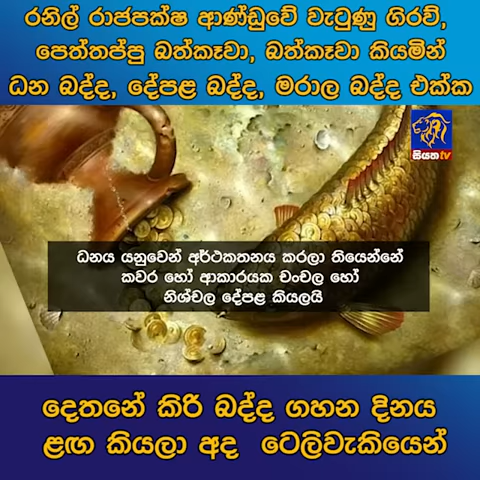 රනිල් රාජපක්ෂ ආණ්ඩුවේ වැටුණු ගිරව්,
පෙත්තප්පු බත්කෑවා, බත්කෑවා කියමින්
ධන බද්ද, දේපළ බද්ද, මරාල බද්ද එක්ක
සියත tv
ධනය යනුවෙන් අර්ථකතනය කරලා තියෙන්නේ
කවර හෝ ආකාරයක චංචල හෝ
නිශ්චල දේපළ කියලයි
දෙතනේ කිරි බද්ද ගහන දිනය
ළඟ කියලා අද ටෙලිවැකියෙන්